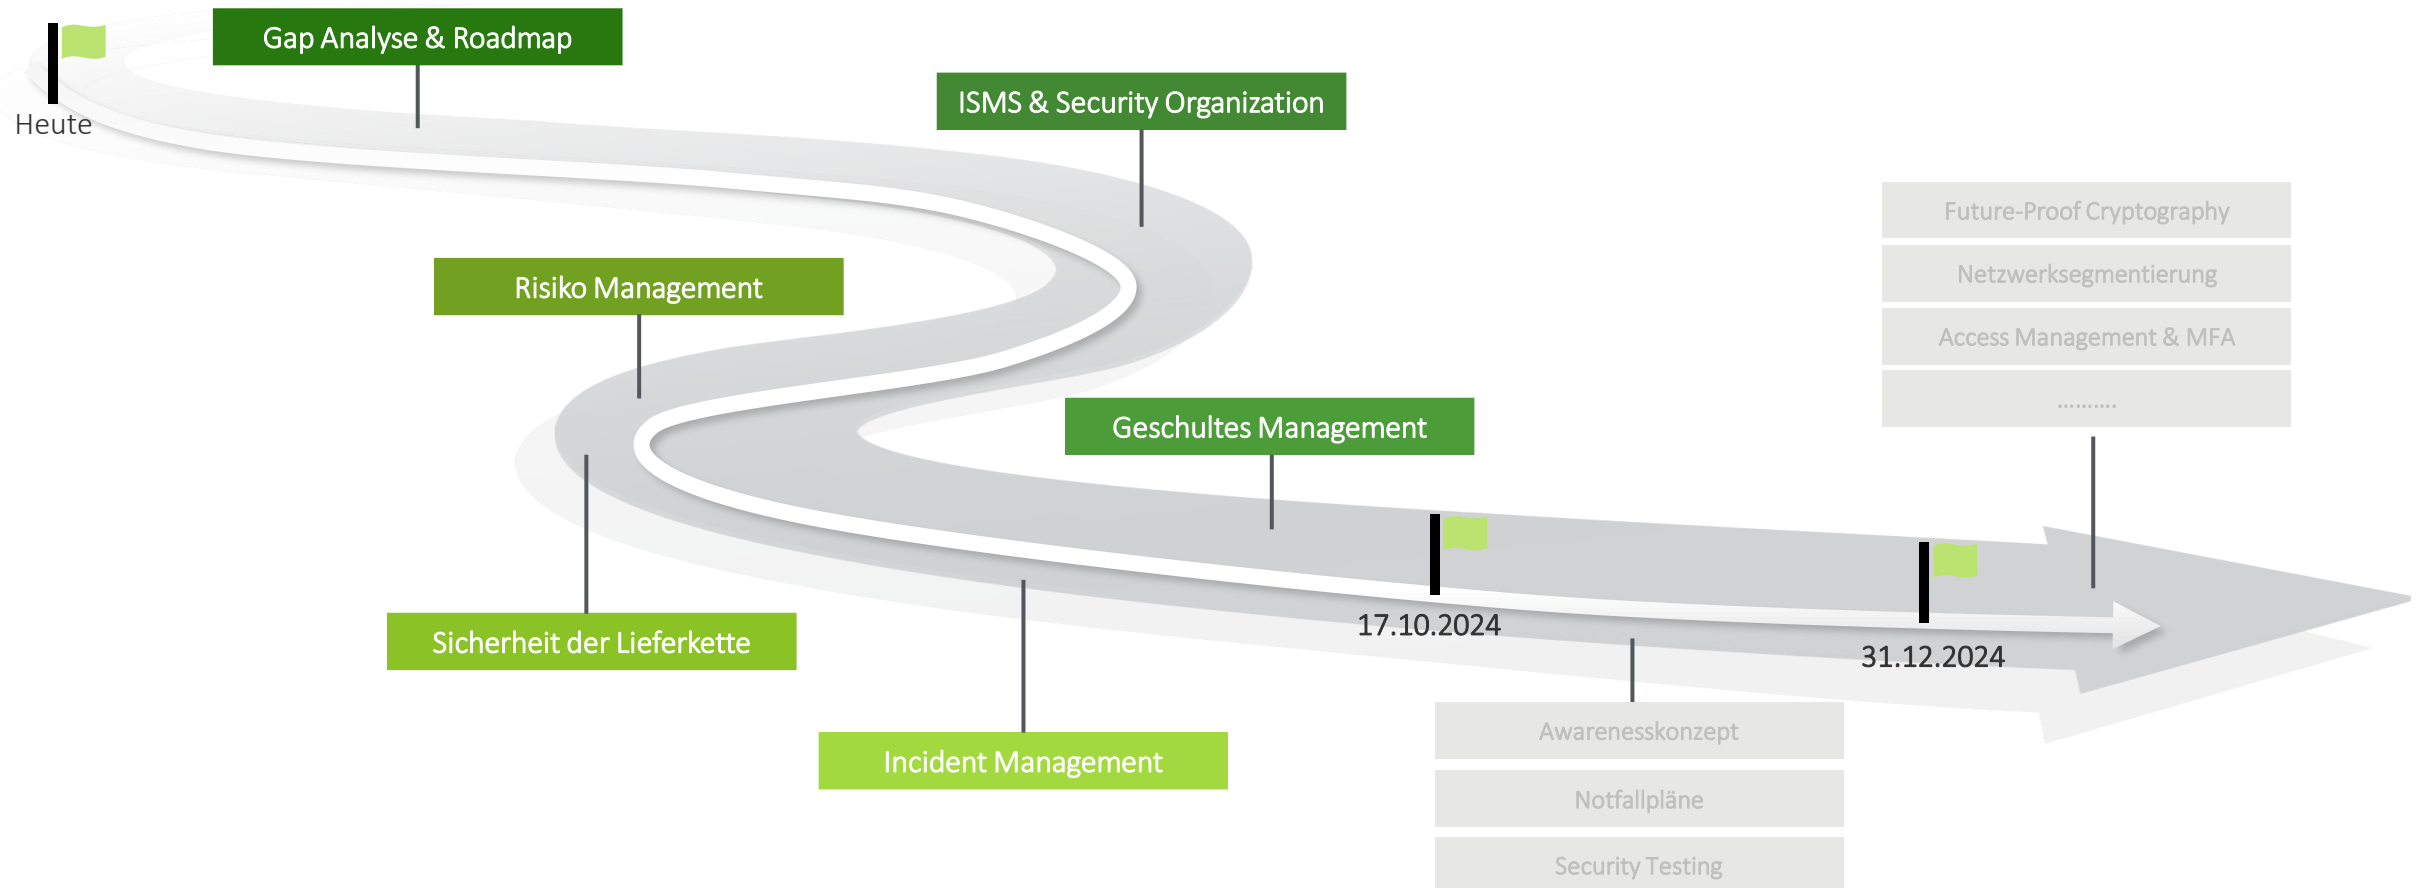 Gap Analyse & Roadmap
Heute
ISMS & Security Organization
Risiko Management
Sicherheit der Lieferkette
Incident Management
Geschultes Management
17.10.2024
Awarenesskonzept
Notfallpläne
Security Testing
31.12.2024
Future-Proof Cryptography
Netzwerksegmentierung
Access Management & MFA
..........